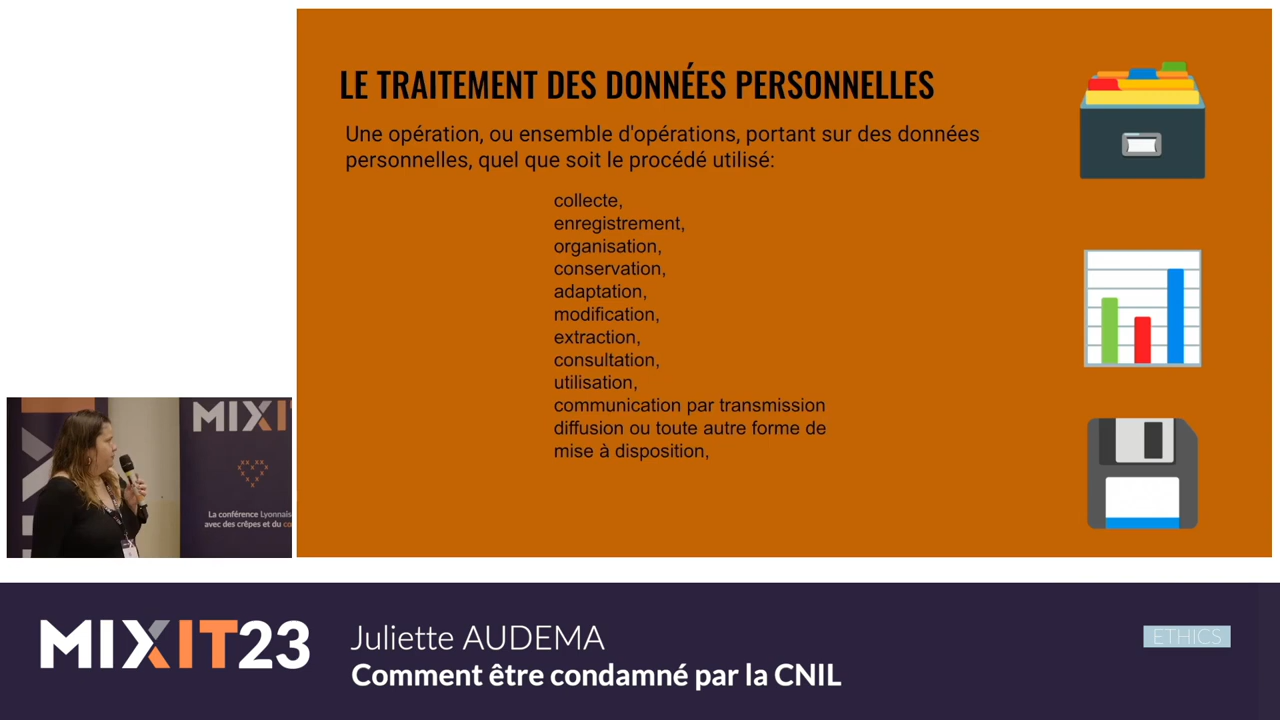 LE TRAITEMENT DES DONNÉES PERSONNELLES
Une opération, ou ensemble d'opérations, portant sur des données
personnelles, quel que soit le procédé utilisé:
collecte,
enregistrement,
organisation,
conservation,
adaptation,
modification,
extraction,
consultation,
utilisation,
communication par transmission
diffusion ou toute autre forme de
mise à disposition,
MIXIT
La conférence Lyonnais
avec des crêpes et du co
MIXIT23
Juliette AUDEMA
Comment être condamné par la CNIL
ETHICS